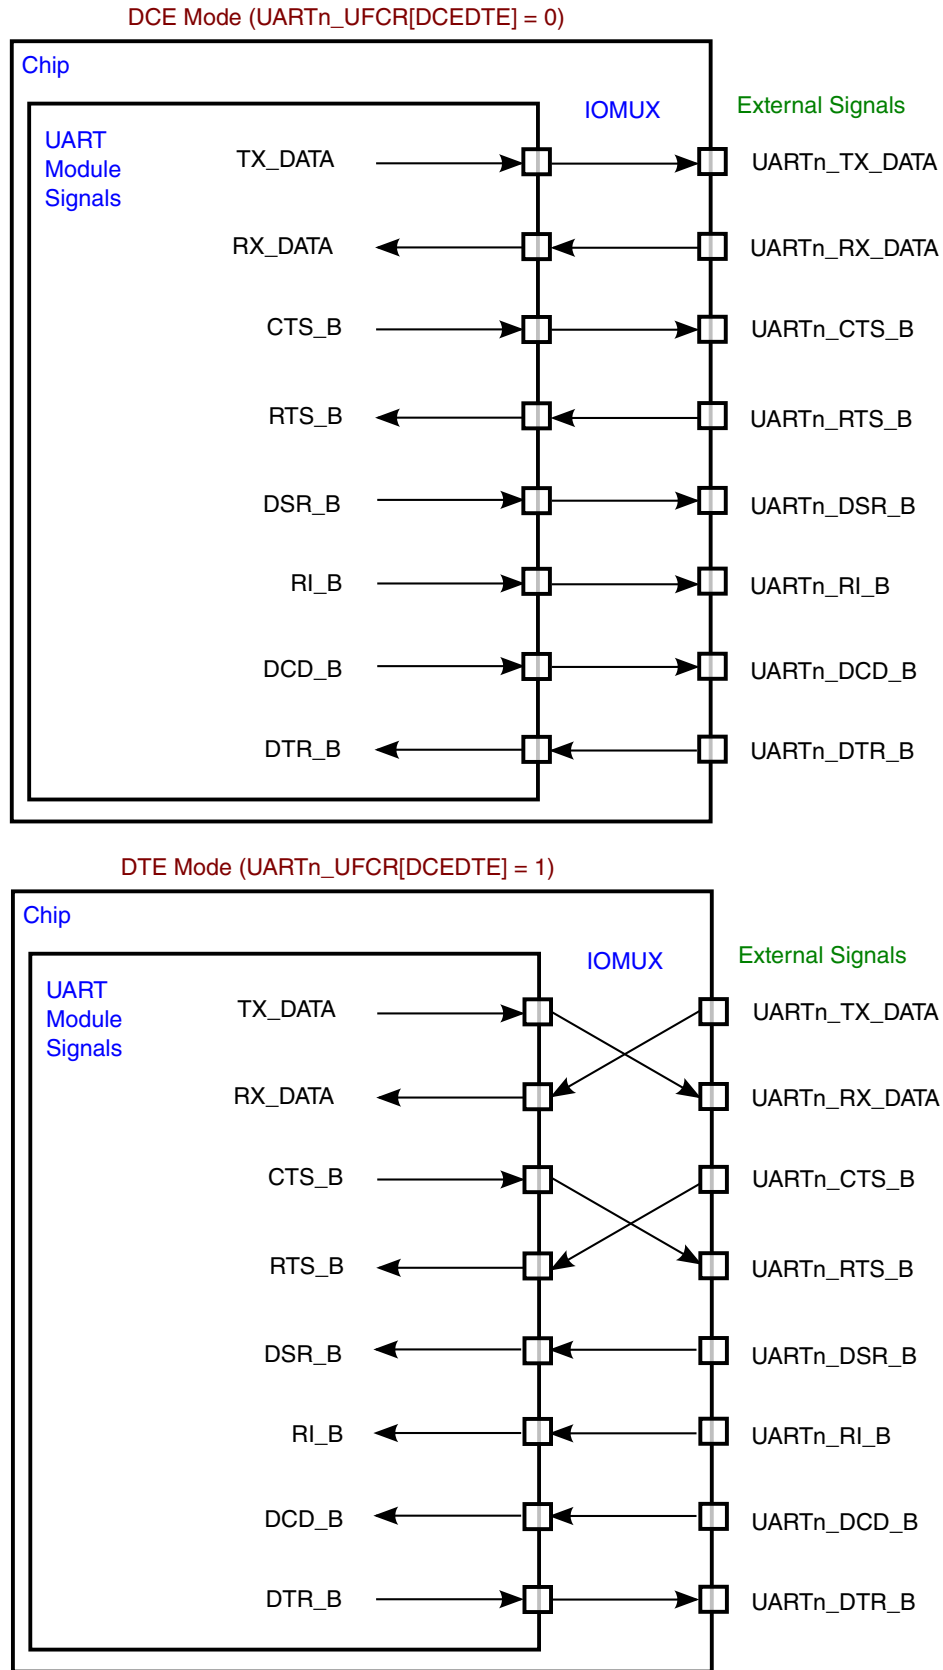 DCE Mode (UARTn_UFCR[DCEDTE] = 0)
Chip
IOMUX
External Signals
UART
Module
Signals
TX_DATA
UARTn_TX_DATA
RX_DATA
UARTn_RX_DATA
CTS_B
UARTn_CTS_B
RTS_B
UARTn_RTS_B
DSR_B
UARTn_DSR_B
RI_B
UARTn_RI_B
DCD_B
UARTn_DCD_B
DTR_B
UARTn_DTR_B
DTE Mode (UARTn_UFCR[DCEDTE] = 1)
Chip
IOMUX
External Signals
UART
Module
Signals
TX_DATA
UARTn_TX_DATA
RX_DATA
UARTn_RX_DATA
CTS_B
UARTn_CTS_B
RTS_B
UARTn_RTS_B
DSR_B
UARTn_DSR_B
RI_B
UARTn_RI_B
DCD_B
UARTn_DCD_B
DTR_B
UARTn_DTR_B